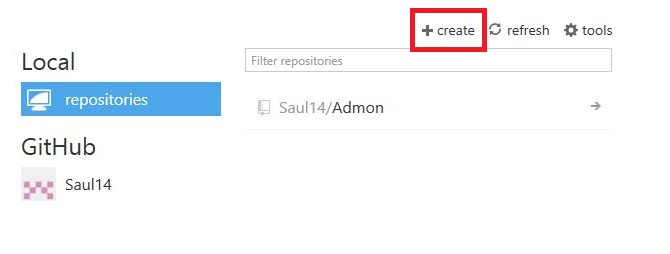 create refresh tools
Local
Filter repositories
repositories
Saul14/Admon
GitHub
Saul14